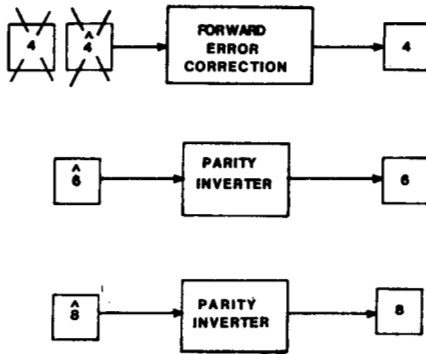 4 4̂ FORWARD ERROR CORRECTION 4
6̂ PARITY INVERTER 6
8̂ PARITY INVERTER 8